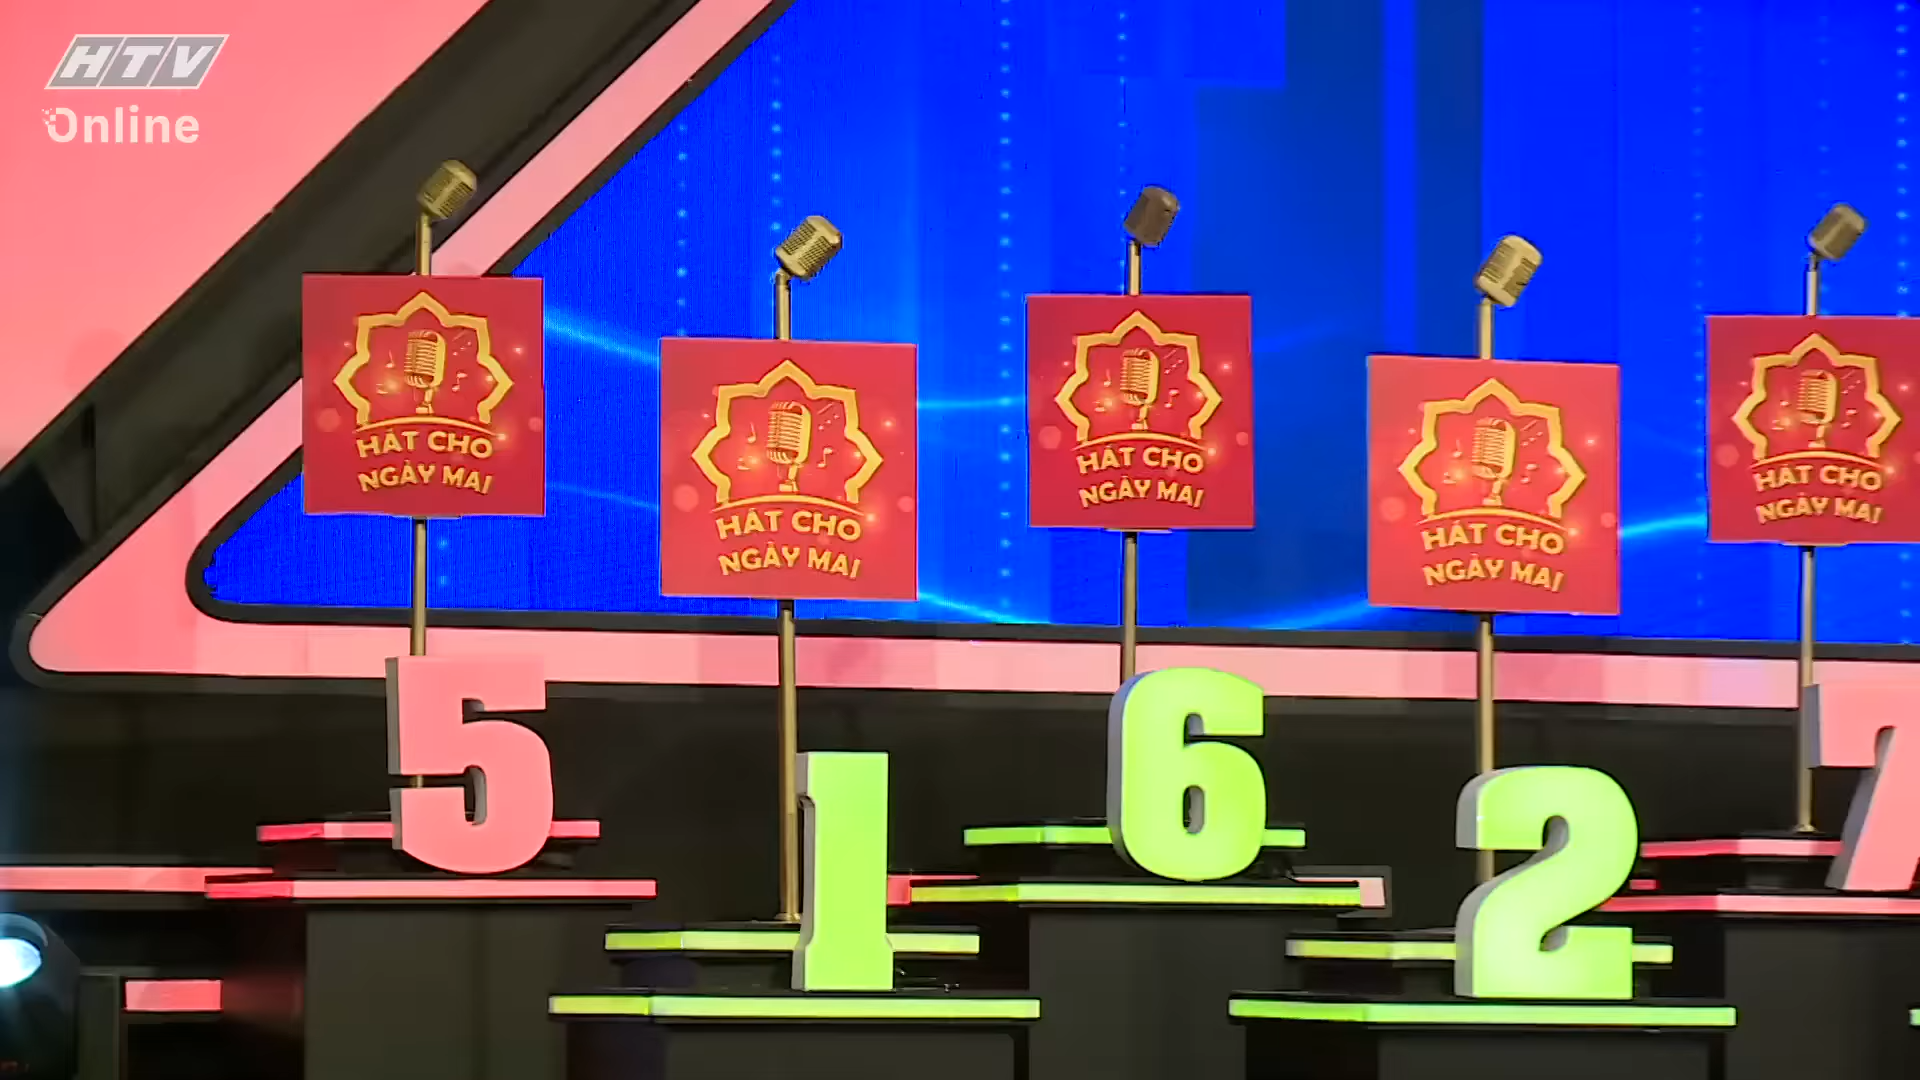 HTV
Online
HÁT CHO
NGÀY MAI
HÁT CHO
NGÀY MAI
HÁT CHO
NGÀY MAI
HÁT CHO
NGÀY MAI
HÁT CHO
NGÀY MAI
5
1
6
2
7